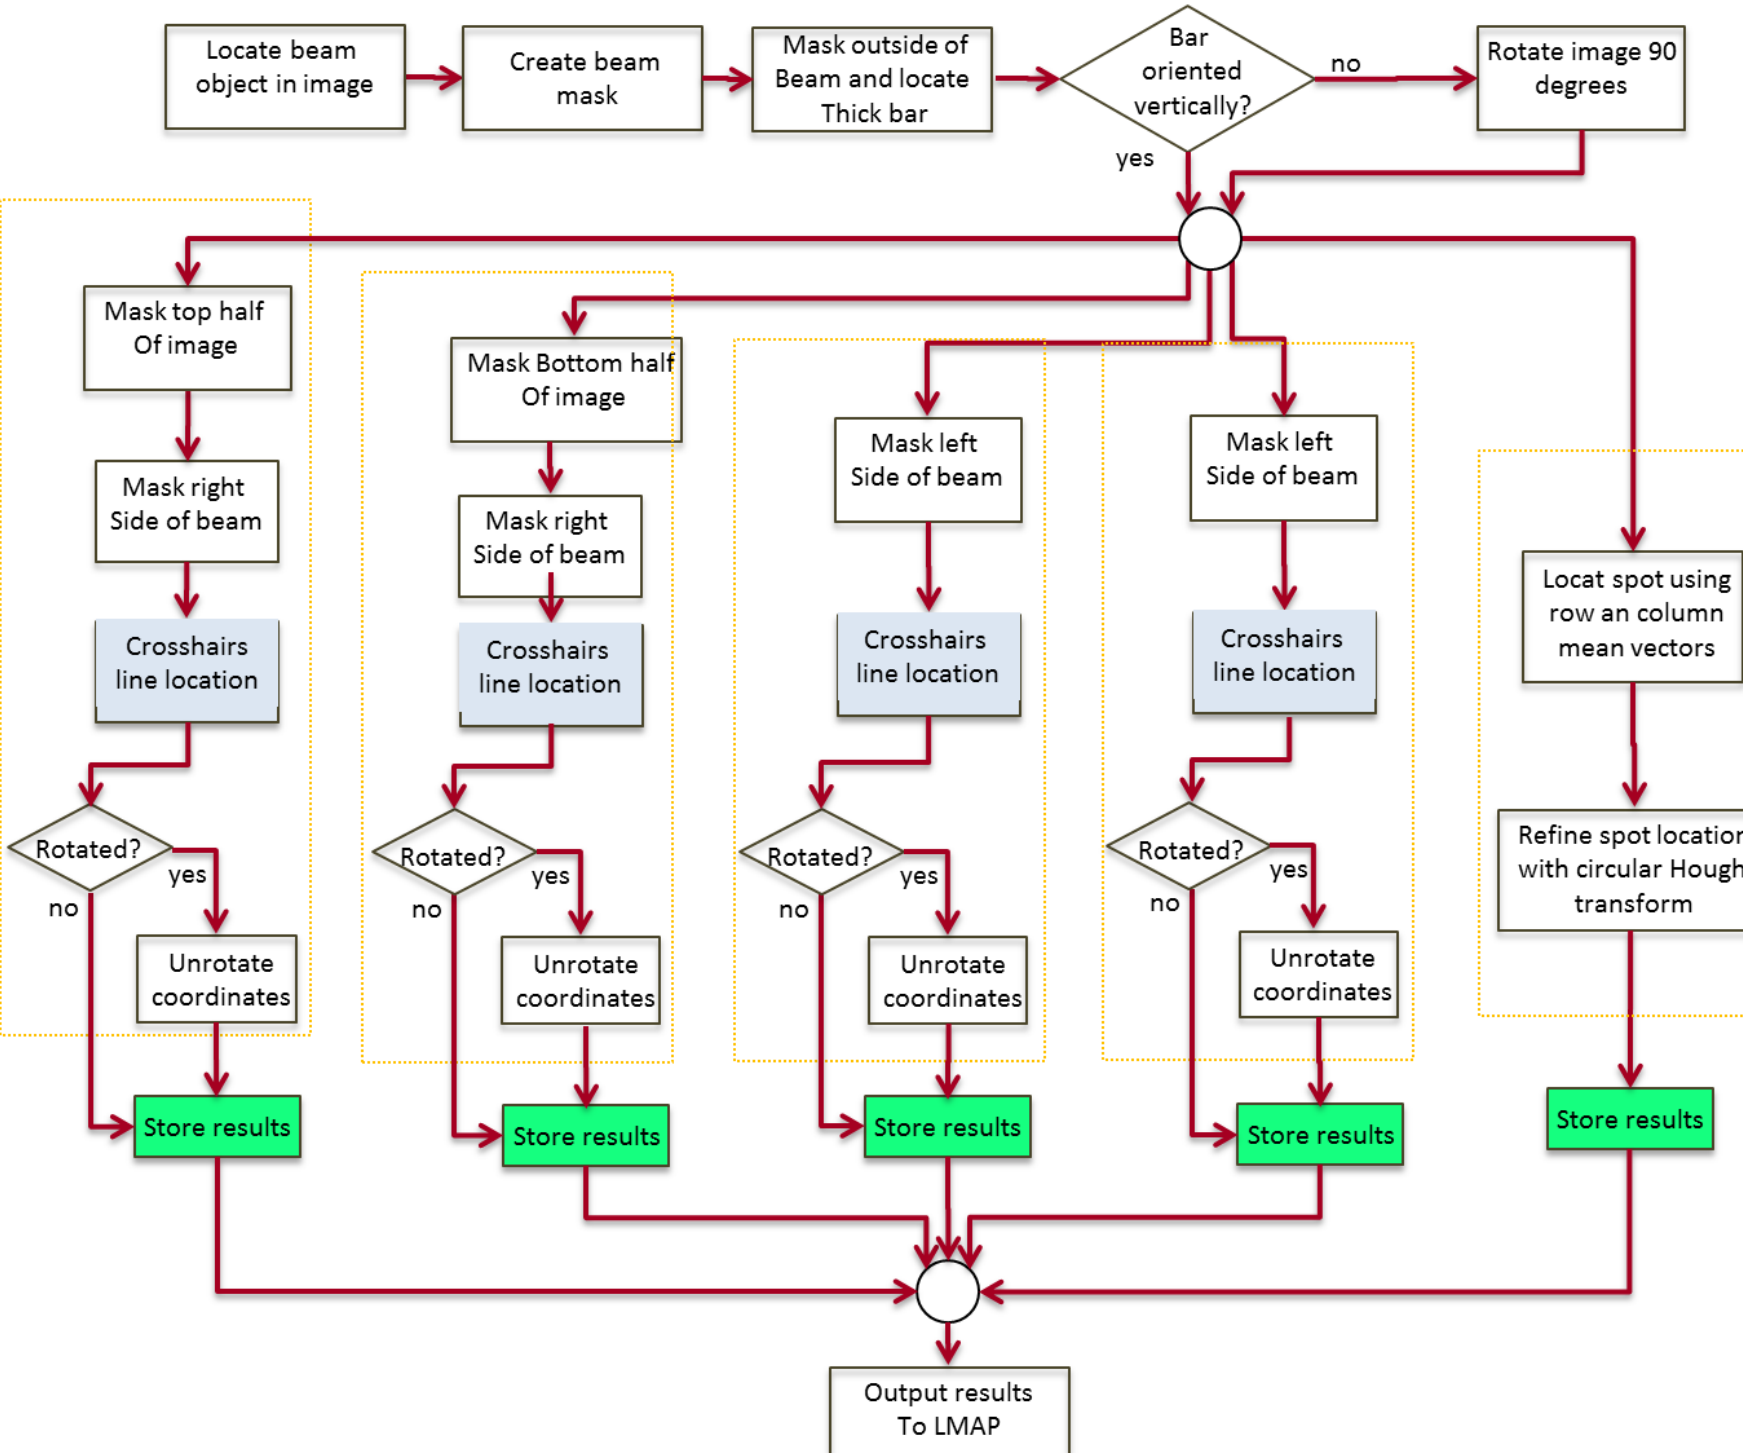 Locate beam
object in image
Create beam
mask
Mask outside of
Beam and locate
Thick bar
Bar
oriented
vertically?
no
Rotate image 90
degrees
yes
Mask top half
Of image
Mask right
Side of beam
Crosshairs
line location
Rotated?
yes
no
Unrotate
coordinates
Store results
Mask Bottom half
Of image
Mask right
Side of beam
Crosshairs
line location
Rotated?
yes
no
Unrotate
coordinates
Store results
Mask left
Side of beam
Crosshairs
line location
Rotated?
yes
no
Unrotate
coordinates
Store results
Mask left
Side of beam
Crosshairs
line location
Rotated?
yes
no
Unrotate
coordinates
Store results
Locat spot using
row an column
mean vectors
Refine spot location
with circular Hough
transform
Store results
Output results
To LMAP